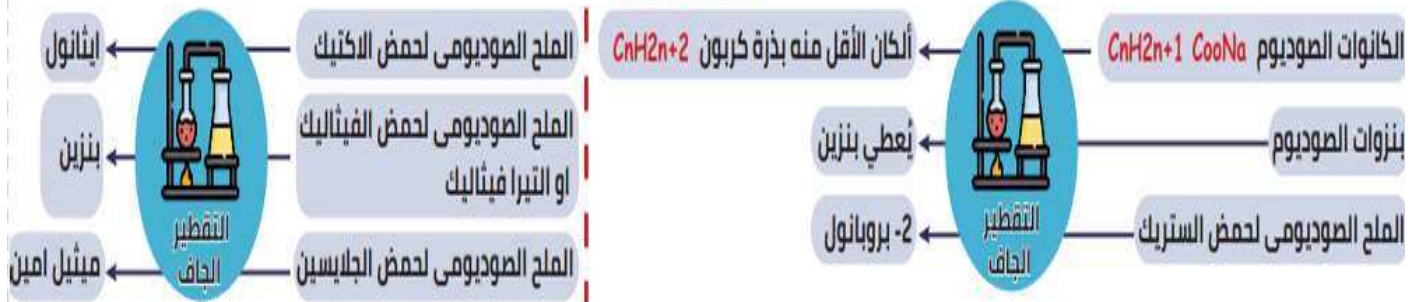 الكانوات الصوديوم CnH2n+1 CooNa
ألكان الأقل منه بذرة كربون CnH2n+2
بنزوات الصوديوم
يُعطي بنزين
الملح الصوديومى لحمض الستريك
2- بروبانول
التقطير
الجاف
الملح الصوديومى لحمض الاكتيك
ايثانول
الملح الصوديومى لحمض الفيثاليك
او التيرا فيثاليك
بنزين
الملح الصوديومى لحمض الجلايسين
ميثيل امين
التقطير
الجاف